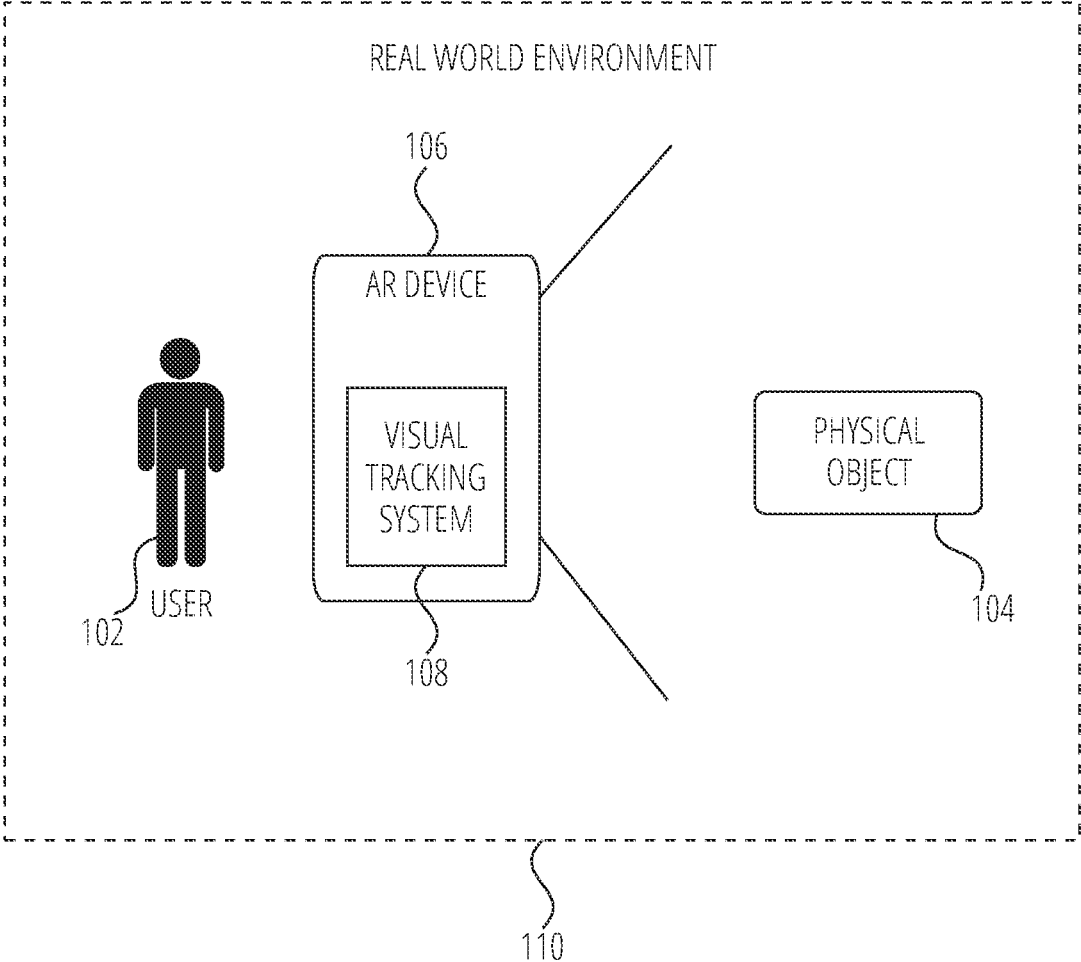 REAL WORLD ENVIRONMENT
106
AR DEVICE
VISUAL
TRACKING
SYSTEM
PHYSICAL
OBJECT
USER
102
104
108
110